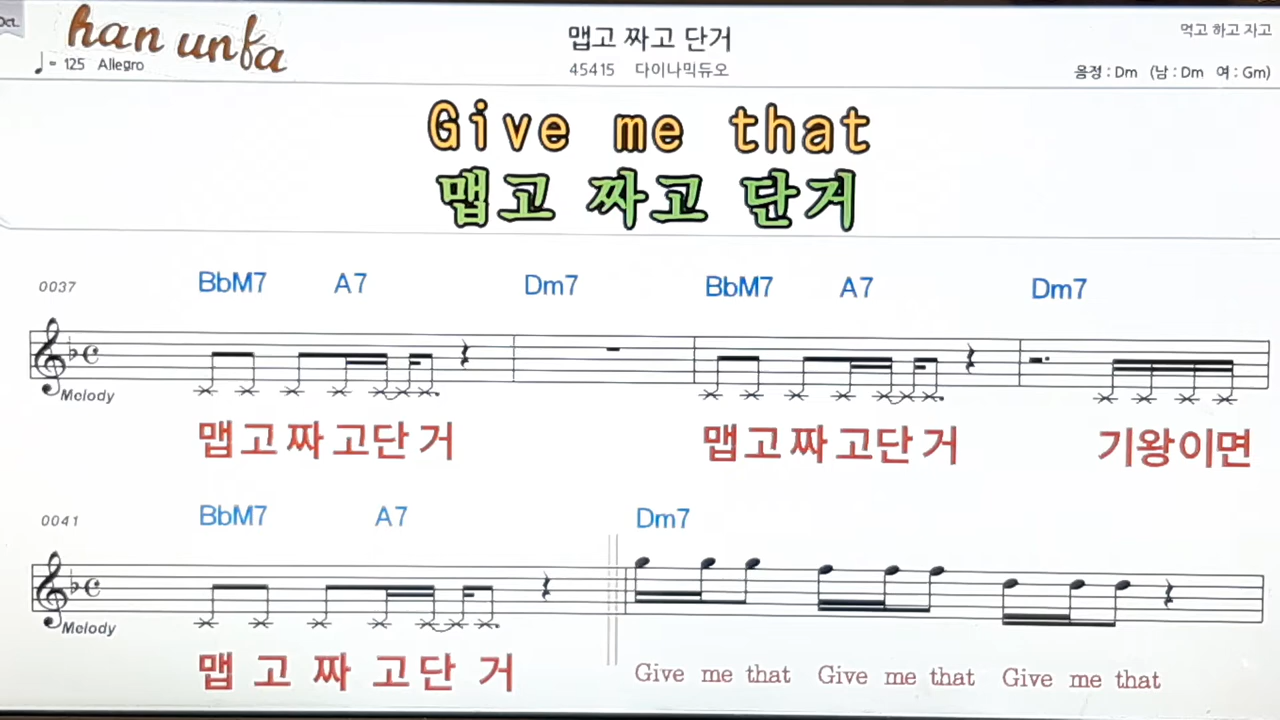 han unfa
♩= 125 Allegro
맵고 짜고 단거
45415 다이나믹듀오
먹고 하고 자고
음정 : Dm (남 : Dm 여 : Gm)
Give me that
맵고 짜고 단거
0037 BbM7 A7 Dm7 BbM7 A7 Dm7
Melody
맵고짜고단거 맵고짜고단거 기왕이면
0041 BbM7 A7 Dm7
Melody
맵고짜고단거 Give me that Give me that Give me that